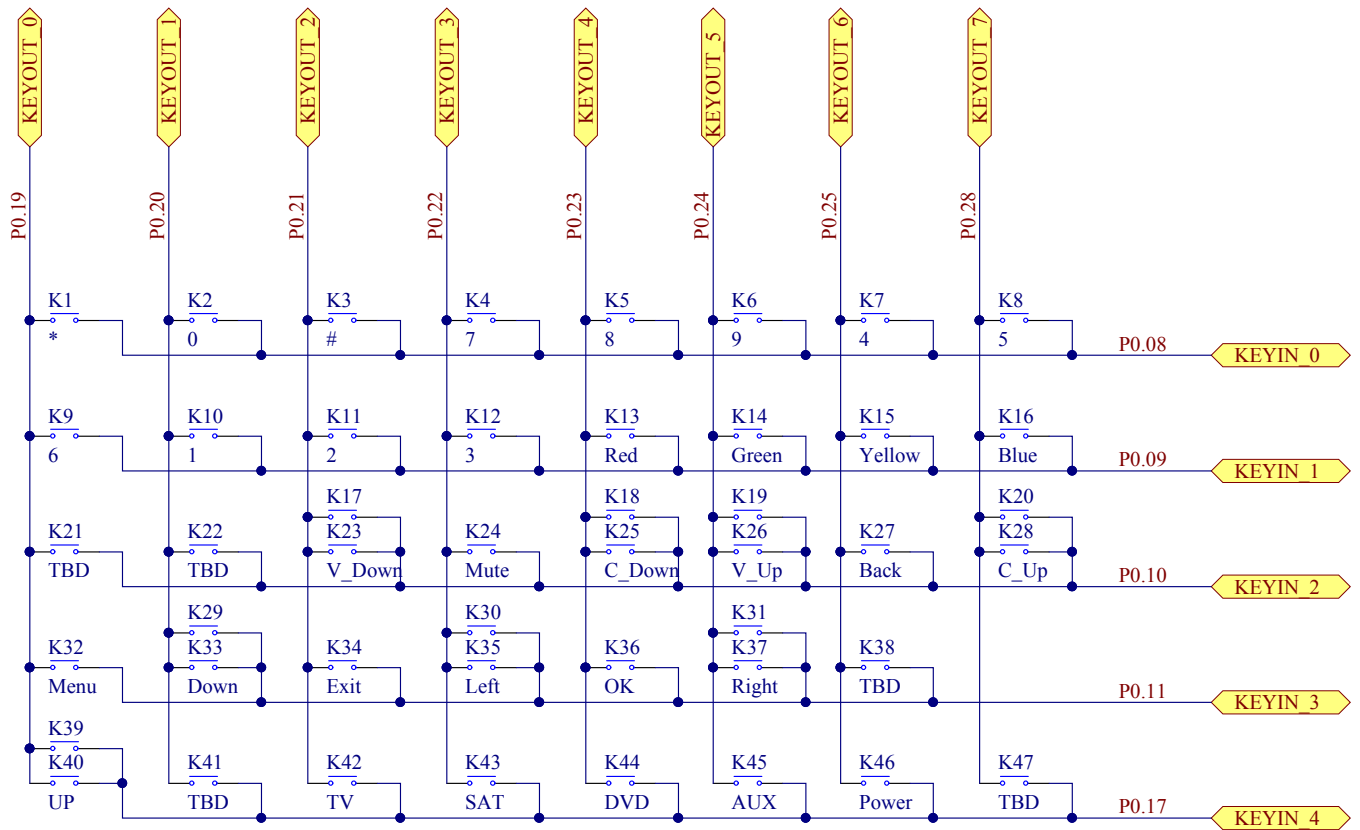 KEYOUT_0 KEYOUT_1 KEYOUT_2 KEYOUT_3 KEYOUT_4 KEYOUT_5 KEYOUT_6 KEYOUT_7
P0.19 P0.20 P0.21 P0.22 P0.23 P0.24 P0.25 P0.28
K1 K2 K3 K4 K5 K6 K7 K8
* 0 # 7 8 9 4 5
P0.08 KEYIN_0
K9 K10 K11 K12 K13 K14 K15 K16
6 1 2 3 Red Green Yellow Blue
P0.09 KEYIN_1
K17 K18 K19 K20
K21 K22 K23 K24 K25 K26 K27 K28
TBD TBD V_Down Mute C_Down V_Up Back C_Up
P0.10 KEYIN_2
K29 K30 K31
K32 K33 K34 K35 K36 K37 K38
Menu Down Exit Left OK Right TBD
P0.11 KEYIN_3
K39
K40 K41 K42 K43 K44 K45 K46 K47
UP TBD TV SAT DVD AUX Power TBD
P0.17 KEYIN_4